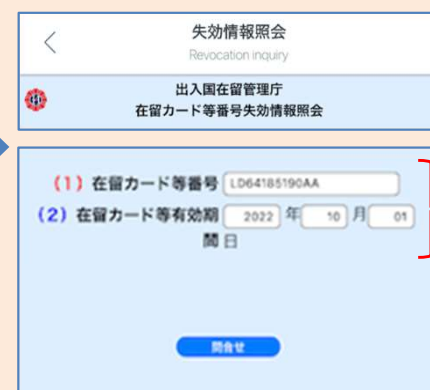 失効情報照会
Revocation inquiry
出入国在留管理庁
在留カード等番号失効情報照会
(1) 在留カード等番号 LD64185190AA
(2) 在留カード等有効期 2022 年 10 月 01
間 日
問合せ